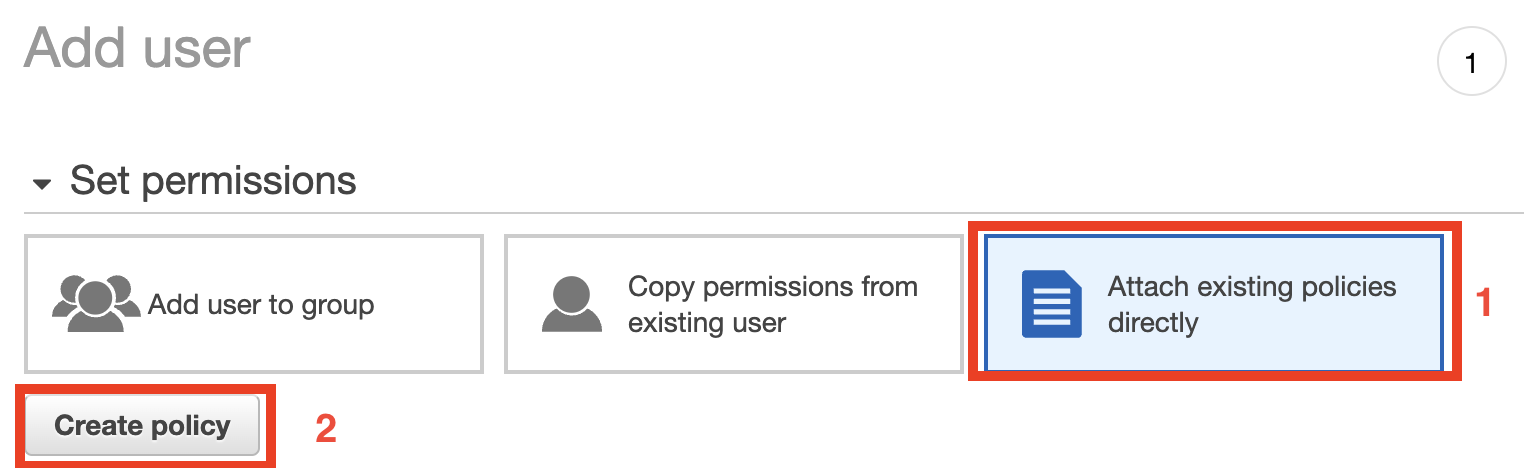 Add user
1
Set permissions
Add user to group
Copy permissions from
existing user
Attach existing policies
directly
1
Create policy
2